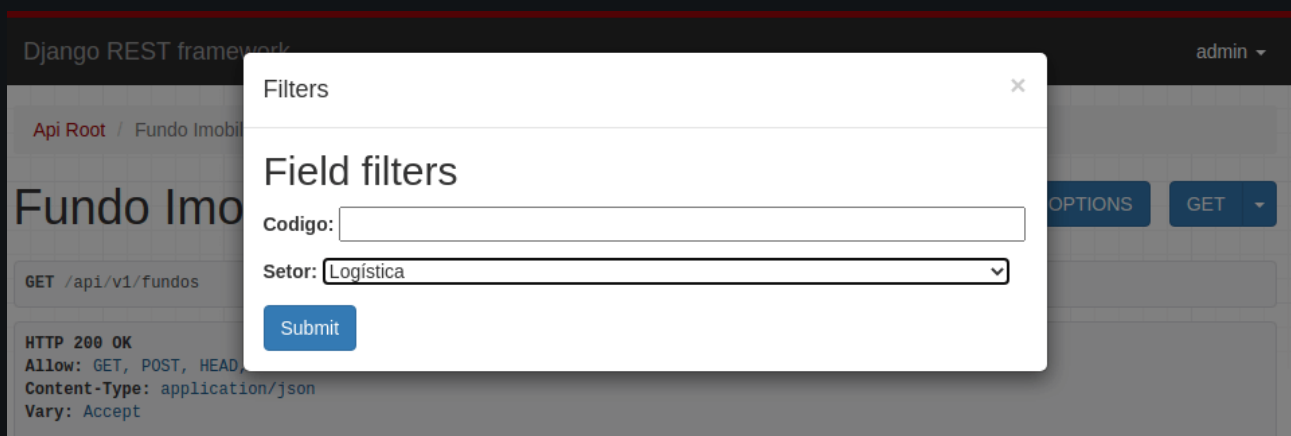 Django REST framework
admin
Filters
×
Api Root / Fundo Imobil
Field filters
Fundo Imo
OPTIONS
GET
Codigo:
Setor: Logística
GET /api/v1/fundos
Submit
HTTP 200 OK
Allow: GET, POST, HEAD,
Content-Type: application/json
Vary: Accept